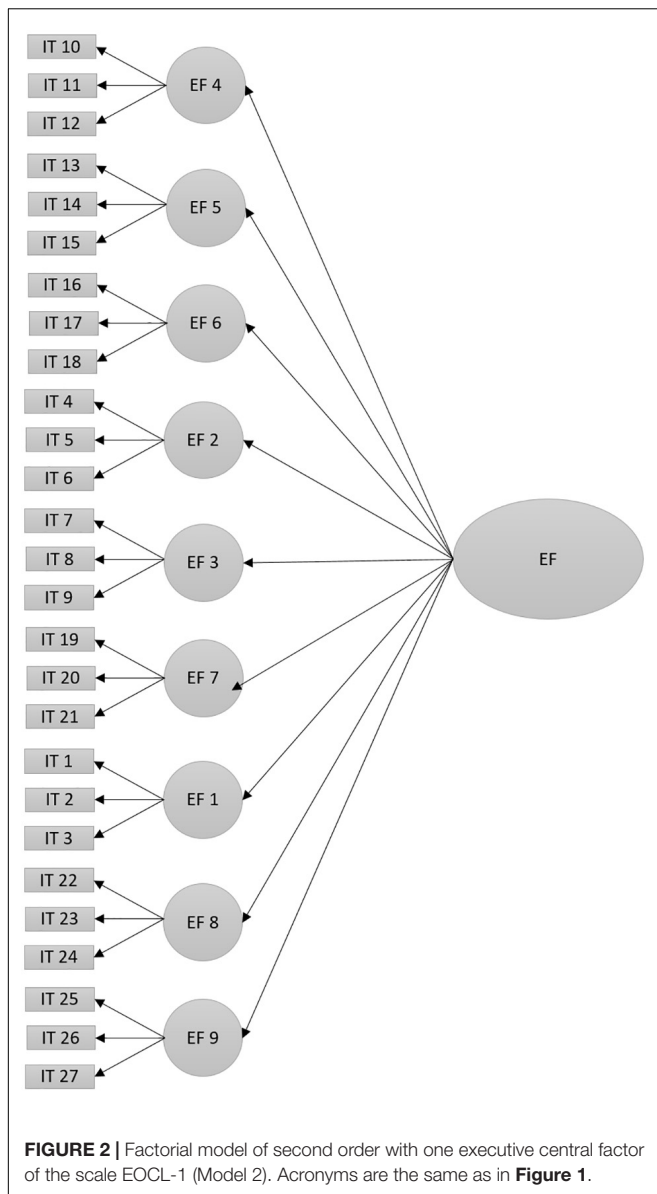 IT 10
IT 11
IT 12
EF 4
IT 13
IT 14
IT 15
EF 5
IT 16
IT 17
IT 18
EF 6
IT 4
IT 5
IT 6
EF 2
IT 7
IT 8
IT 9
EF 3
EF
IT 19
IT 20
IT 21
EF 7
IT 1
IT 2
IT 3
EF 1
IT 22
IT 23
IT 24
EF 8
IT 25
IT 26
IT 27
EF 9
FIGURE 2 | Factorial model of second order with one executive central factor
of the scale EOCL-1 (Model 2). Acronyms are the same as in Figure 1.